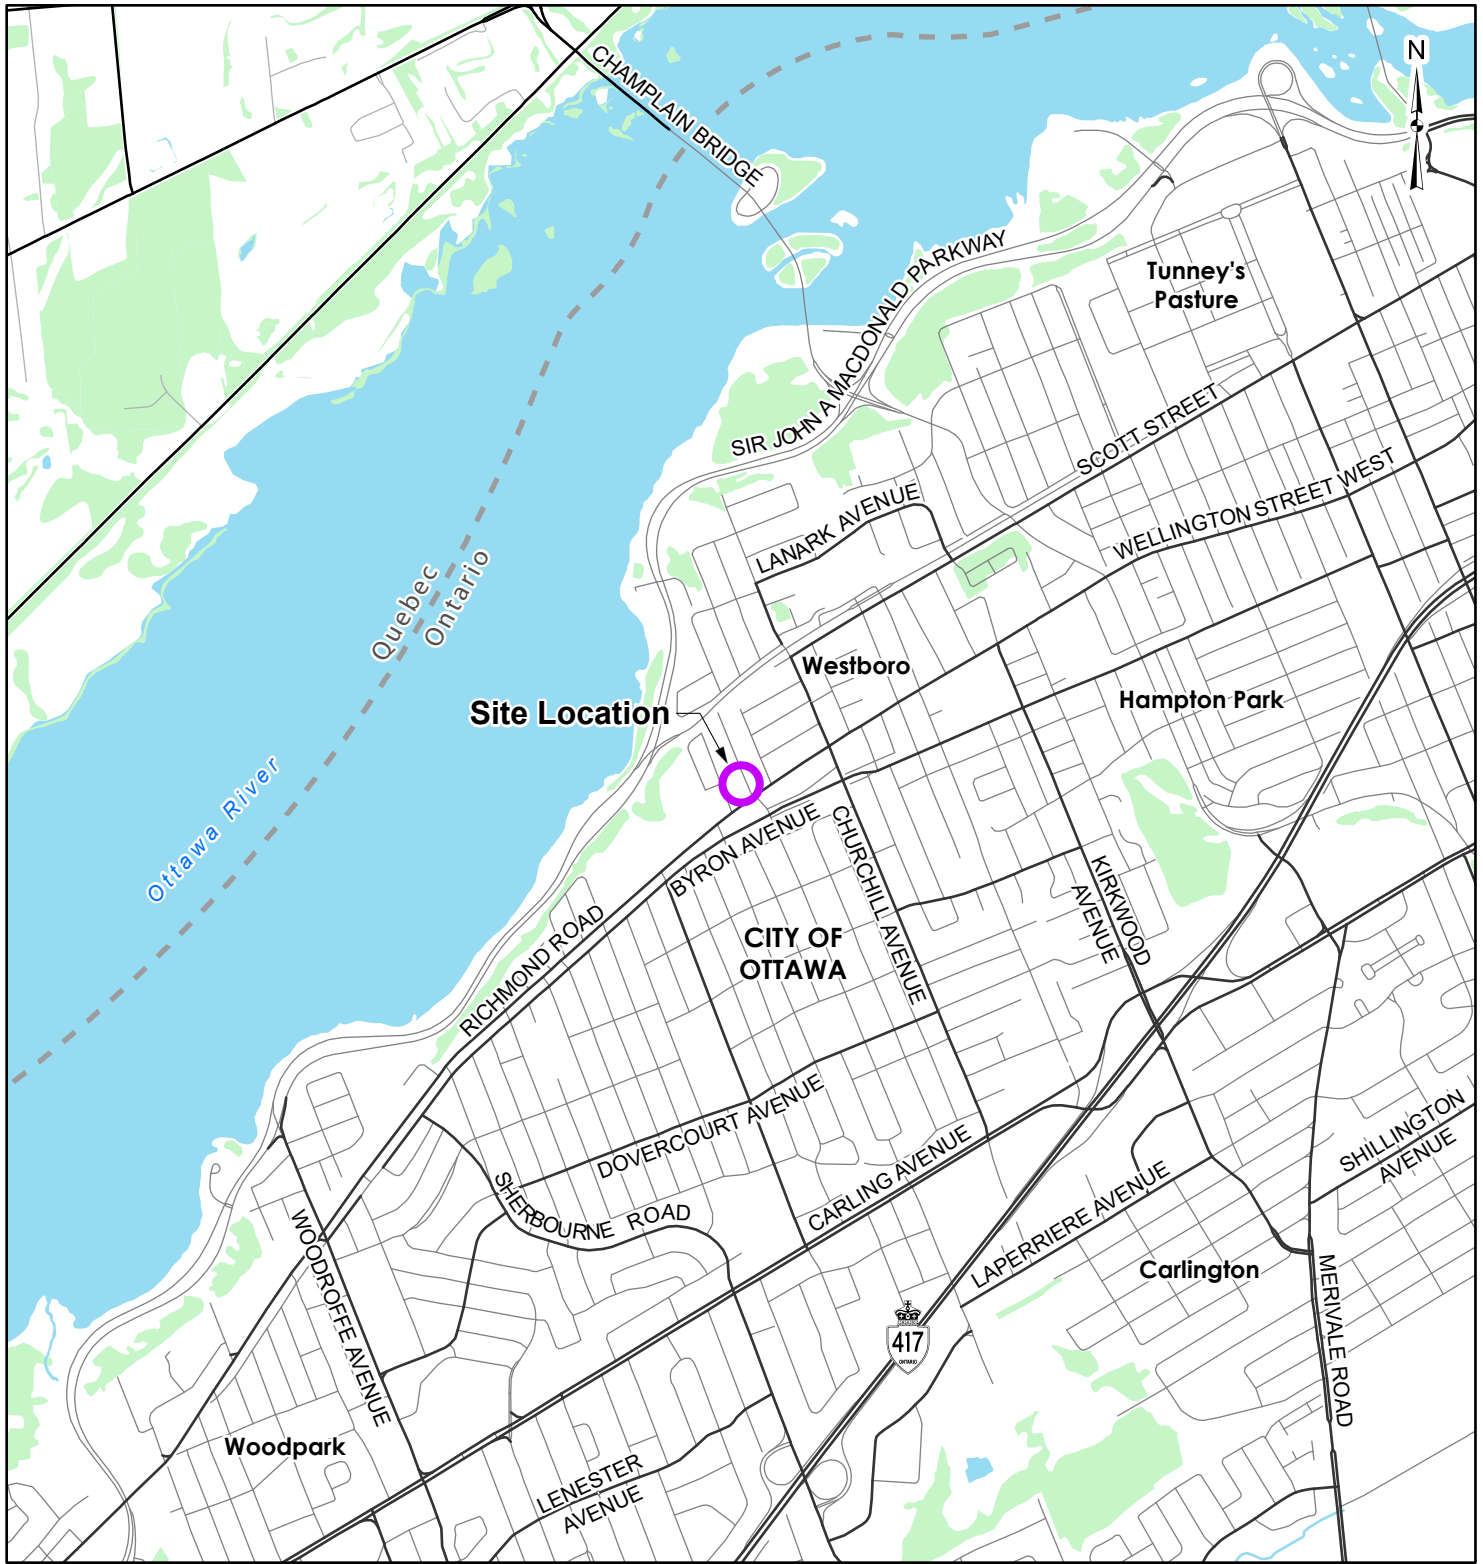 CHAMPLAIN BRIDGE
N
Tunney's
Pasture
SIR JOHN A MACDONALD PARKWAY
SCOTT STREET
WELLINGTON STREET WEST
LANARK AVENUE
Quebec
Ontario
Westboro
Hampton Park
Site Location
Ottawa River
BYRON AVENUE
CHURCHILL AVENUE
KIRKWOOD
AVENUE
CITY OF
OTTAWA
RICHMOND ROAD
DOVERCOURT AVENUE
SHERBOURNE ROAD
CARLING AVENUE
SHILLINGTON
AVENUE
LAPERRIERE AVENUE
WOODROFFE AVENUE
Carlington
MERIVALE ROAD
417
ONTARIO
Woodpark
LENESTER
AVENUE